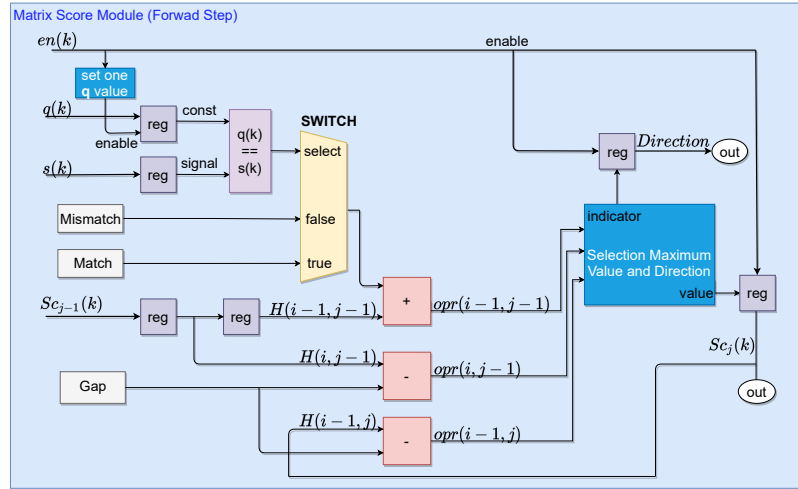 Matrix Score Module (Forwad Step)
en(k)
enable
set one
q value
q(k)
reg
const
enable
s(k)
reg
signal
q(k)
==
s(k)
SWITCH
select
false
true
Mismatch
Match
reg
Direction
out
indicator
Selection Maximum
Value and Direction
value
reg
Sc_{j-1}(k)
reg
reg
H(i-1,j-1)
+
opr(i-1,j-1)
H(i,j-1)
-
opr(i,j-1)
Gap
H(i-1,j)
-
opr(i-1,j)
Sc_j(k)
out